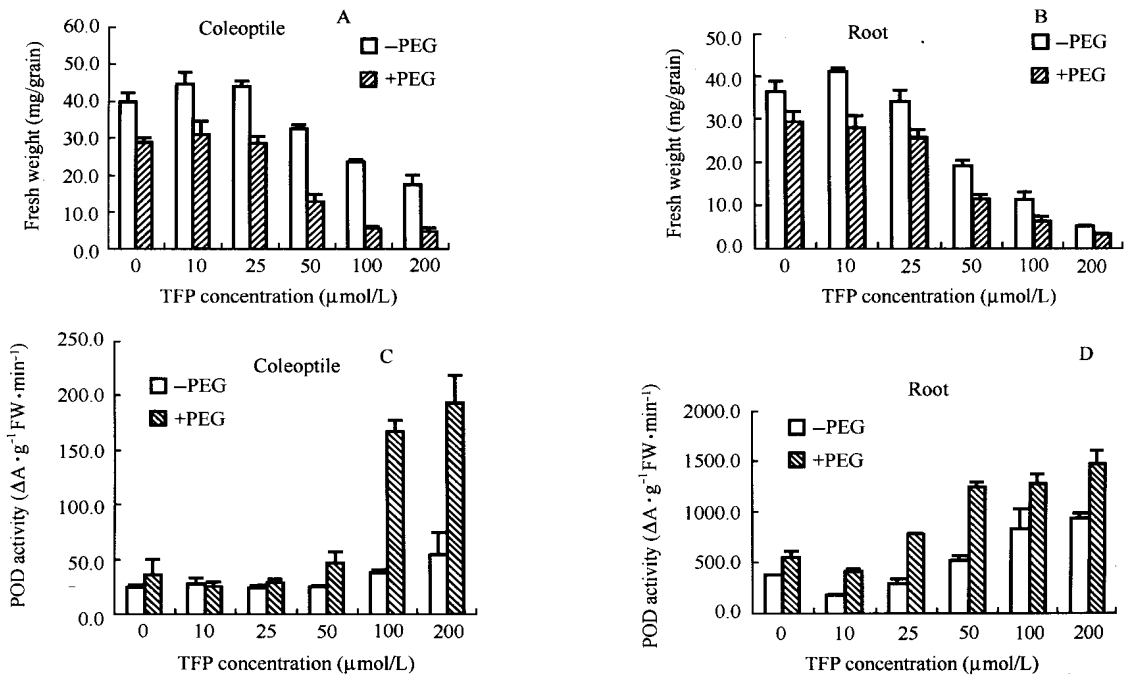 A
Coleptile
–PEG
+PEG
Fresh weight (mg/grain)
60.0
50.0
40.0
30.0
20.0
10.0
0.0
0 10 25 50 100 200
TFP concentration (μmol/L)
B
Root
–PEG
+PEG
Fresh weight (mg/grain)
50.0
40.0
30.0
20.0
10.0
0.0
0 10 25 50 100 200
TFP concentration (μmol/L)
C
Coleoptile
–PEG
+PEG
POD activity (ΔA·g⁻¹FW·min⁻¹)
250.0
200.0
150.0
100.0
50.0
0.0
0 10 25 50 100 200
TFP concentration (μmol/L)
D
Root
–PEG
+PEG
POD activity (ΔA·g⁻¹FW·min⁻¹)
2000.0
1500.0
1000.0
500.0
0.0
0 10 25 50 100 200
TFP concentration (μmol/L)